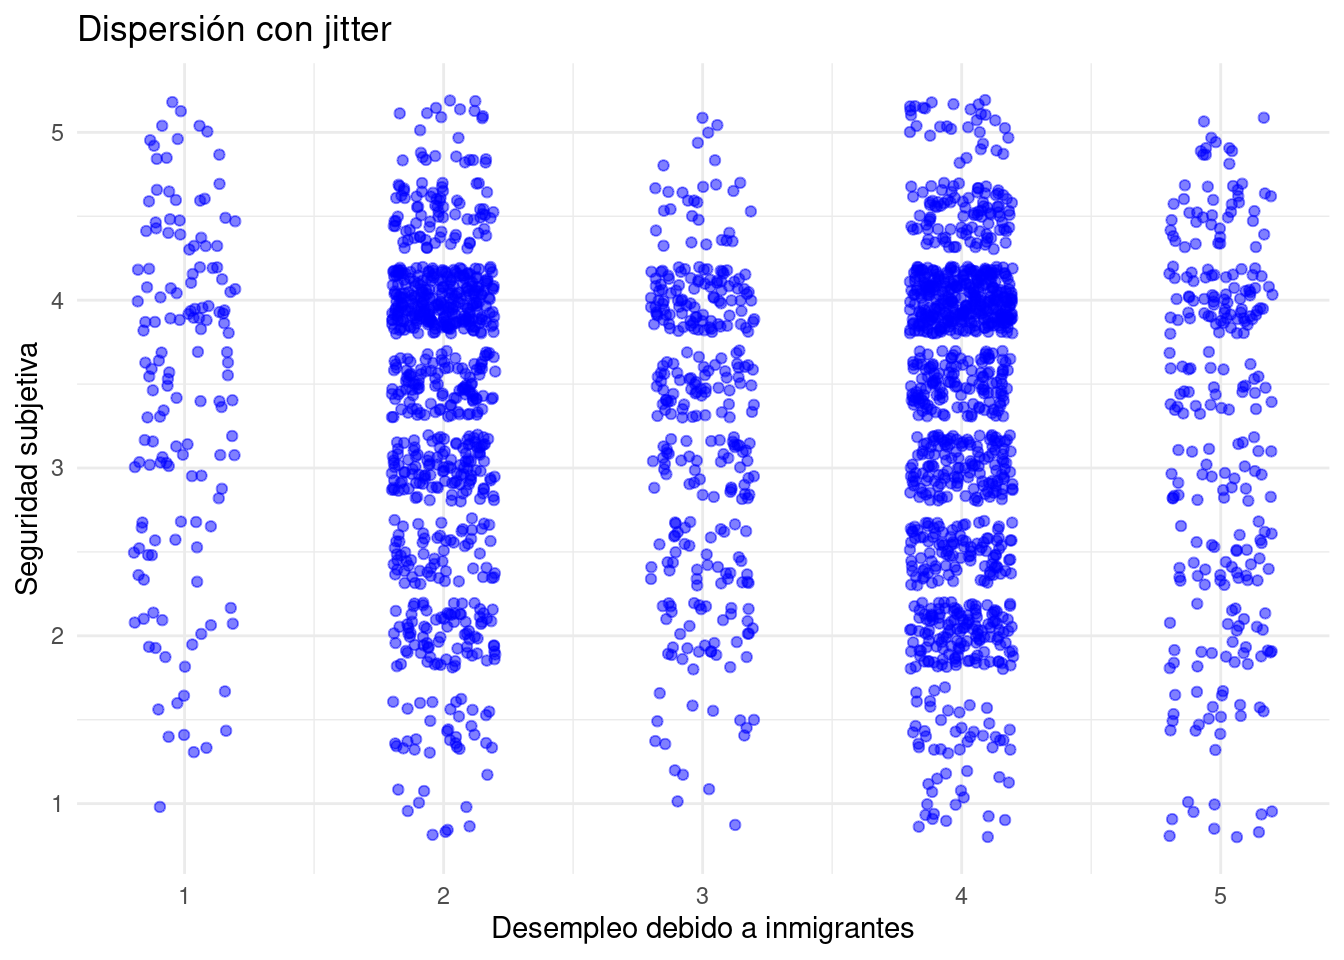 Dispersión con jitter
Seguridad subjetiva
5
4
3
2
1
1 2 3 4 5
Desempleo debido a inmigrantes